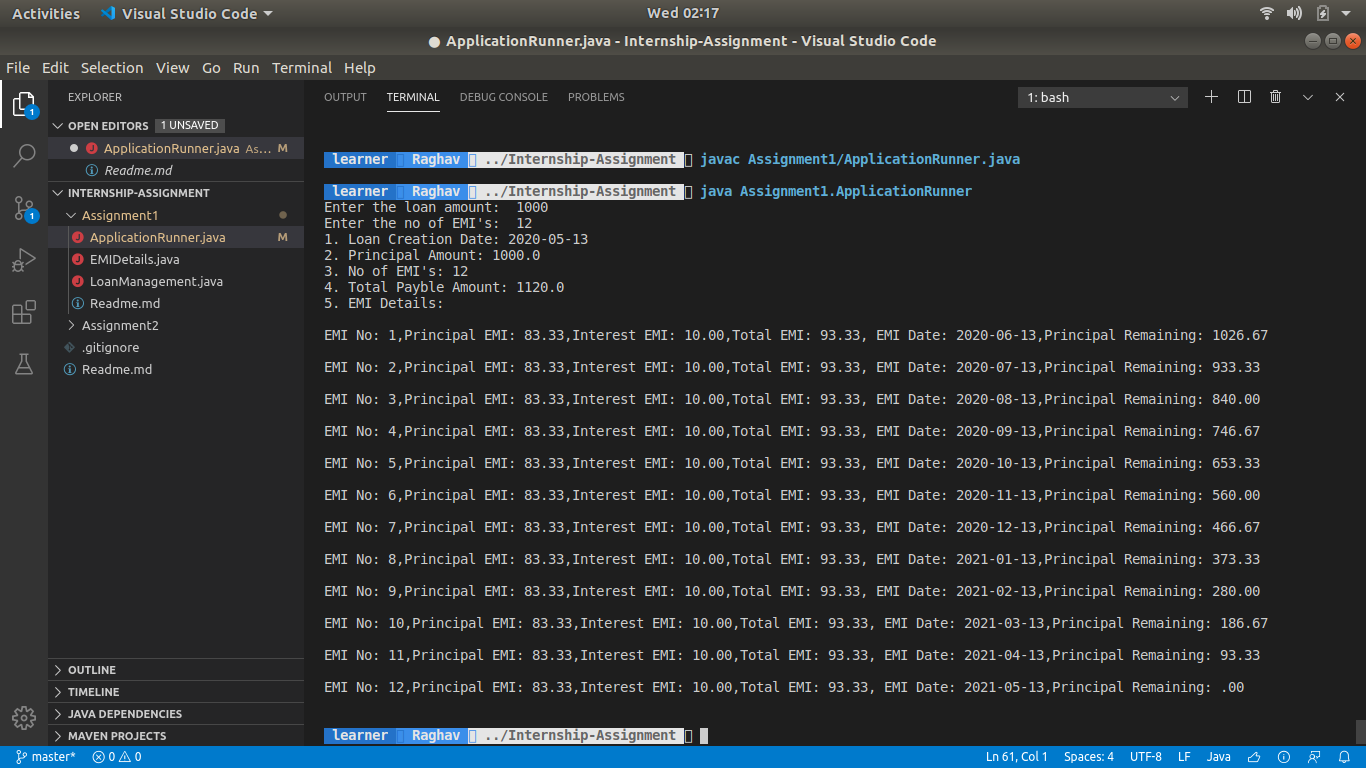 Activities Visual Studio Code Wed 02:17
● ApplicationRunner.java - Internship-Assignment - Visual Studio Code
File Edit Selection View Go Run Terminal Help
EXPLORER
OPEN EDITORS 1 UNSAVED
ApplicationRunner.java As... M
Readme.md
INTERNSHIP-ASSIGNMENT
Assignment1
ApplicationRunner.java M
EMIDetails.java
LoanManagement.java
Readme.md
Assignment2
.gitignore
Readme.md
OUTLINE
TIMELINE
JAVA DEPENDENCIES
MAVEN PROJECTS
1
1
OUTPUT TERMINAL DEBUG CONSOLE PROBLEMS 1: bash
learner Raghav ../Internship-Assignment javac Assignment1/ApplicationRunner.java
learner Raghav ../Internship-Assignment java Assignment1.ApplicationRunner
Enter the loan amount:  1000
Enter the no of EMI's:  12
1. Loan Creation Date: 2020-05-13
2. Principal Amount: 1000.0
3. No of EMI's: 12
4. Total Payble Amount: 1120.0
5. EMI Details:
EMI No: 1,Principal EMI: 83.33,Interest EMI: 10.00,Total EMI: 93.33, EMI Date: 2020-06-13,Principal Remaining: 1026.67
EMI No: 2,Principal EMI: 83.33,Interest EMI: 10.00,Total EMI: 93.33, EMI Date: 2020-07-13,Principal Remaining: 933.33
EMI No: 3,Principal EMI: 83.33,Interest EMI: 10.00,Total EMI: 93.33, EMI Date: 2020-08-13,Principal Remaining: 840.00
EMI No: 4,Principal EMI: 83.33,Interest EMI: 10.00,Total EMI: 93.33, EMI Date: 2020-09-13,Principal Remaining: 746.67
EMI No: 5,Principal EMI: 83.33,Interest EMI: 10.00,Total EMI: 93.33, EMI Date: 2020-10-13,Principal Remaining: 653.33
EMI No: 6,Principal EMI: 83.33,Interest EMI: 10.00,Total EMI: 93.33, EMI Date: 2020-11-13,Principal Remaining: 560.00
EMI No: 7,Principal EMI: 83.33,Interest EMI: 10.00,Total EMI: 93.33, EMI Date: 2020-12-13,Principal Remaining: 466.67
EMI No: 8,Principal EMI: 83.33,Interest EMI: 10.00,Total EMI: 93.33, EMI Date: 2021-01-13,Principal Remaining: 373.33
EMI No: 9,Principal EMI: 83.33,Interest EMI: 10.00,Total EMI: 93.33, EMI Date: 2021-02-13,Principal Remaining: 280.00
EMI No: 10,Principal EMI: 83.33,Interest EMI: 10.00,Total EMI: 93.33, EMI Date: 2021-03-13,Principal Remaining: 186.67
EMI No: 11,Principal EMI: 83.33,Interest EMI: 10.00,Total EMI: 93.33, EMI Date: 2021-04-13,Principal Remaining: 93.33
EMI No: 12,Principal EMI: 83.33,Interest EMI: 10.00,Total EMI: 93.33, EMI Date: 2021-05-13,Principal Remaining: .00
learner Raghav ../Internship-Assignment
master* 0 0 Ln 61, Col 1 Spaces: 4 UTF-8 LF Java